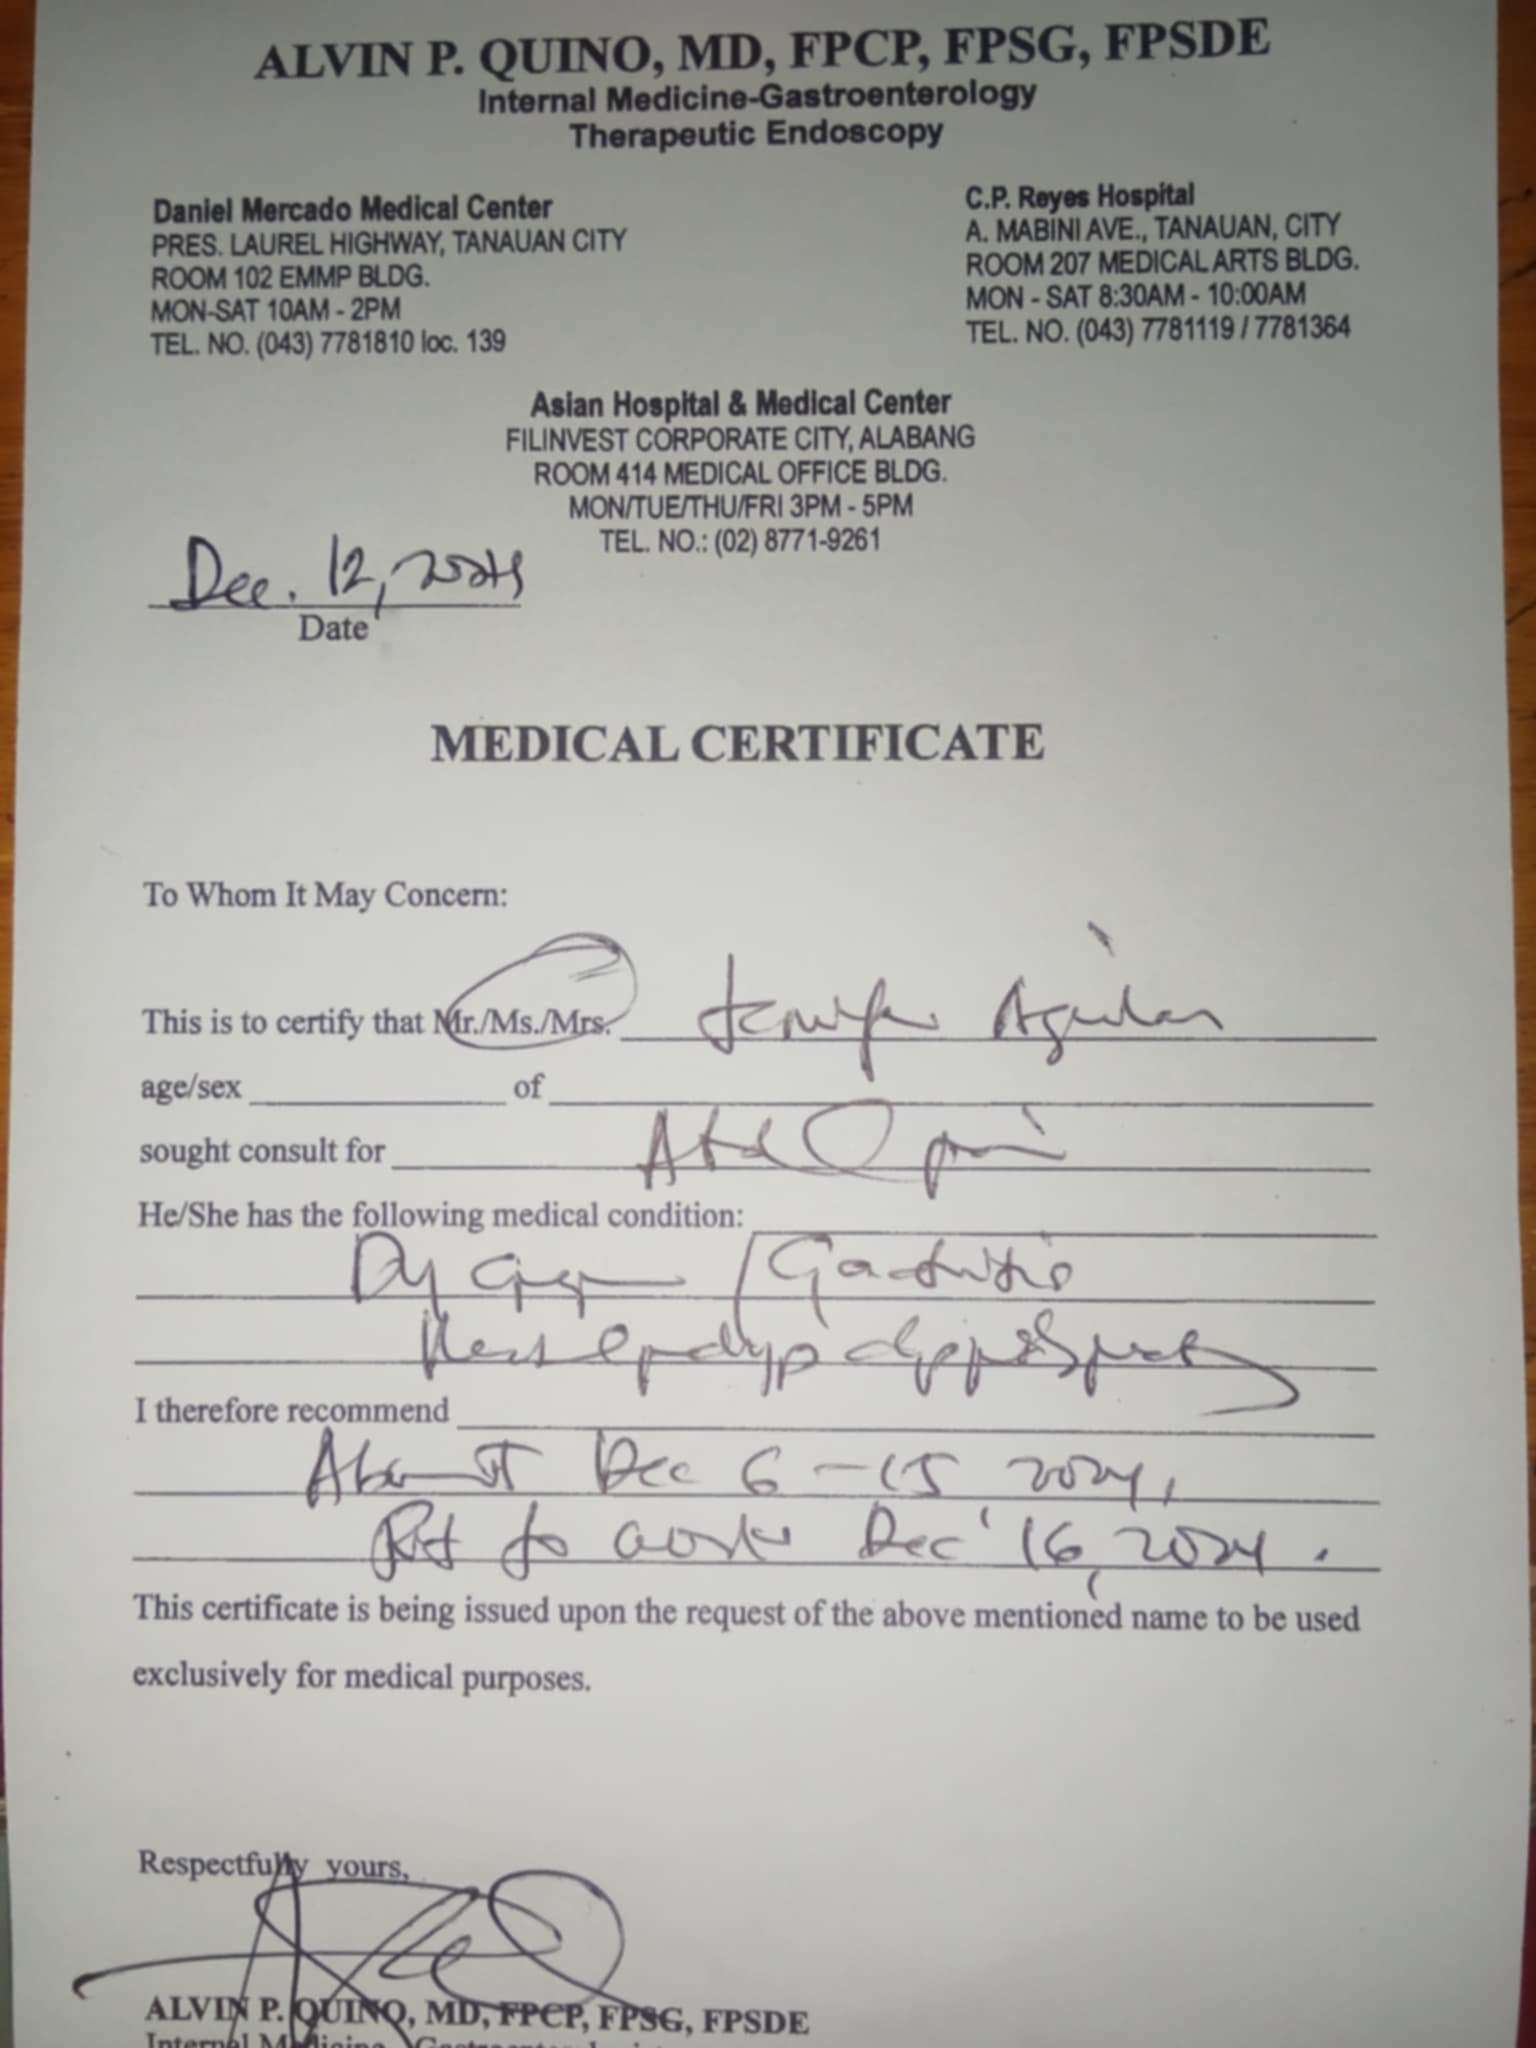 ALVIN P. QUINO, MD, FPCP, FPSG, FPSDE
Internal Medicine-Gastroenterology
Therapeutic Endoscopy
Daniel Mercado Medical Center
PRES. LAUREL HIGHWAY, TANAUAN CITY
ROOM 102 EMMP BLDG.
MON-SAT 10AM - 2PM
TEL. NO. (043) 7781810 loc. 139
C.P. Reyes Hospital
A. MABINI AVE., TANAUAN, CITY
ROOM 207 MEDICAL ARTS BLDG.
MON - SAT 8:30AM - 10:00AM
TEL. NO. (043) 7781119 / 7781364
Asian Hospital & Medical Center
FILINVEST CORPORATE CITY, ALABANG
ROOM 414 MEDICAL OFFICE BLDG.
MON/TUE/THU/FRI 3PM - 5PM
TEL. NO.: (02) 8771-9261
Dec. 12, 2024
Date
MEDICAL CERTIFICATE
To Whom It May Concern:
This is to certify that Mr./Ms./Mrs. Jennifer Aguilar
age/sex of
sought consult for
He/She has the following medical condition:
Gastritis
I therefore recommend
Absent Dec 6 - 15 2024,
to work Dec 16, 2024.
This certificate is being issued upon the request of the above mentioned name to be used
exclusively for medical purposes.
Respectfully yours,
ALVIN P. QUINO, MD, FPCP, FPSG, FPSDE
Internal Medicine